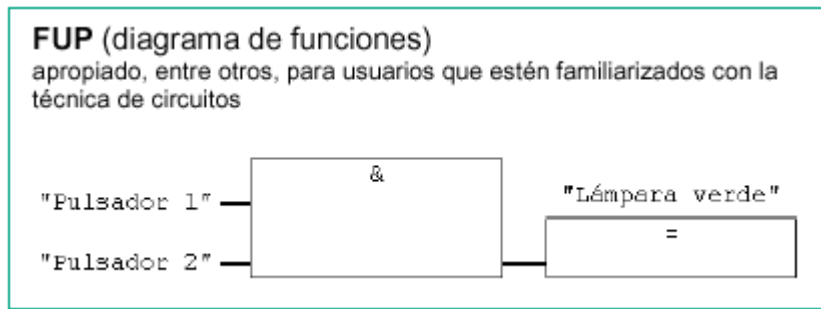 FUP (diagrama de funciones)
apropiado, entre otros, para usuarios que estén familiarizados con la
técnica de circuitos
&
"Pulsador 1"
"Lámpara verde"
=
"Pulsador 2"